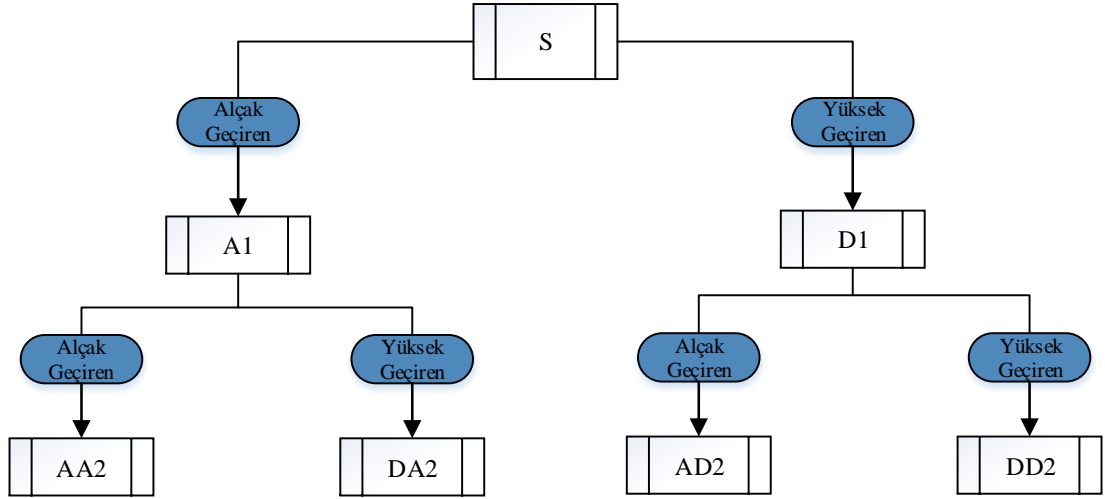 S
Alçak
Geçiren
Yüksek
Geçiren
A1
D1
Alçak
Geçiren
Yüksek
Geçiren
Alçak
Geçiren
Yüksek
Geçiren
AA2
DA2
AD2
DD2